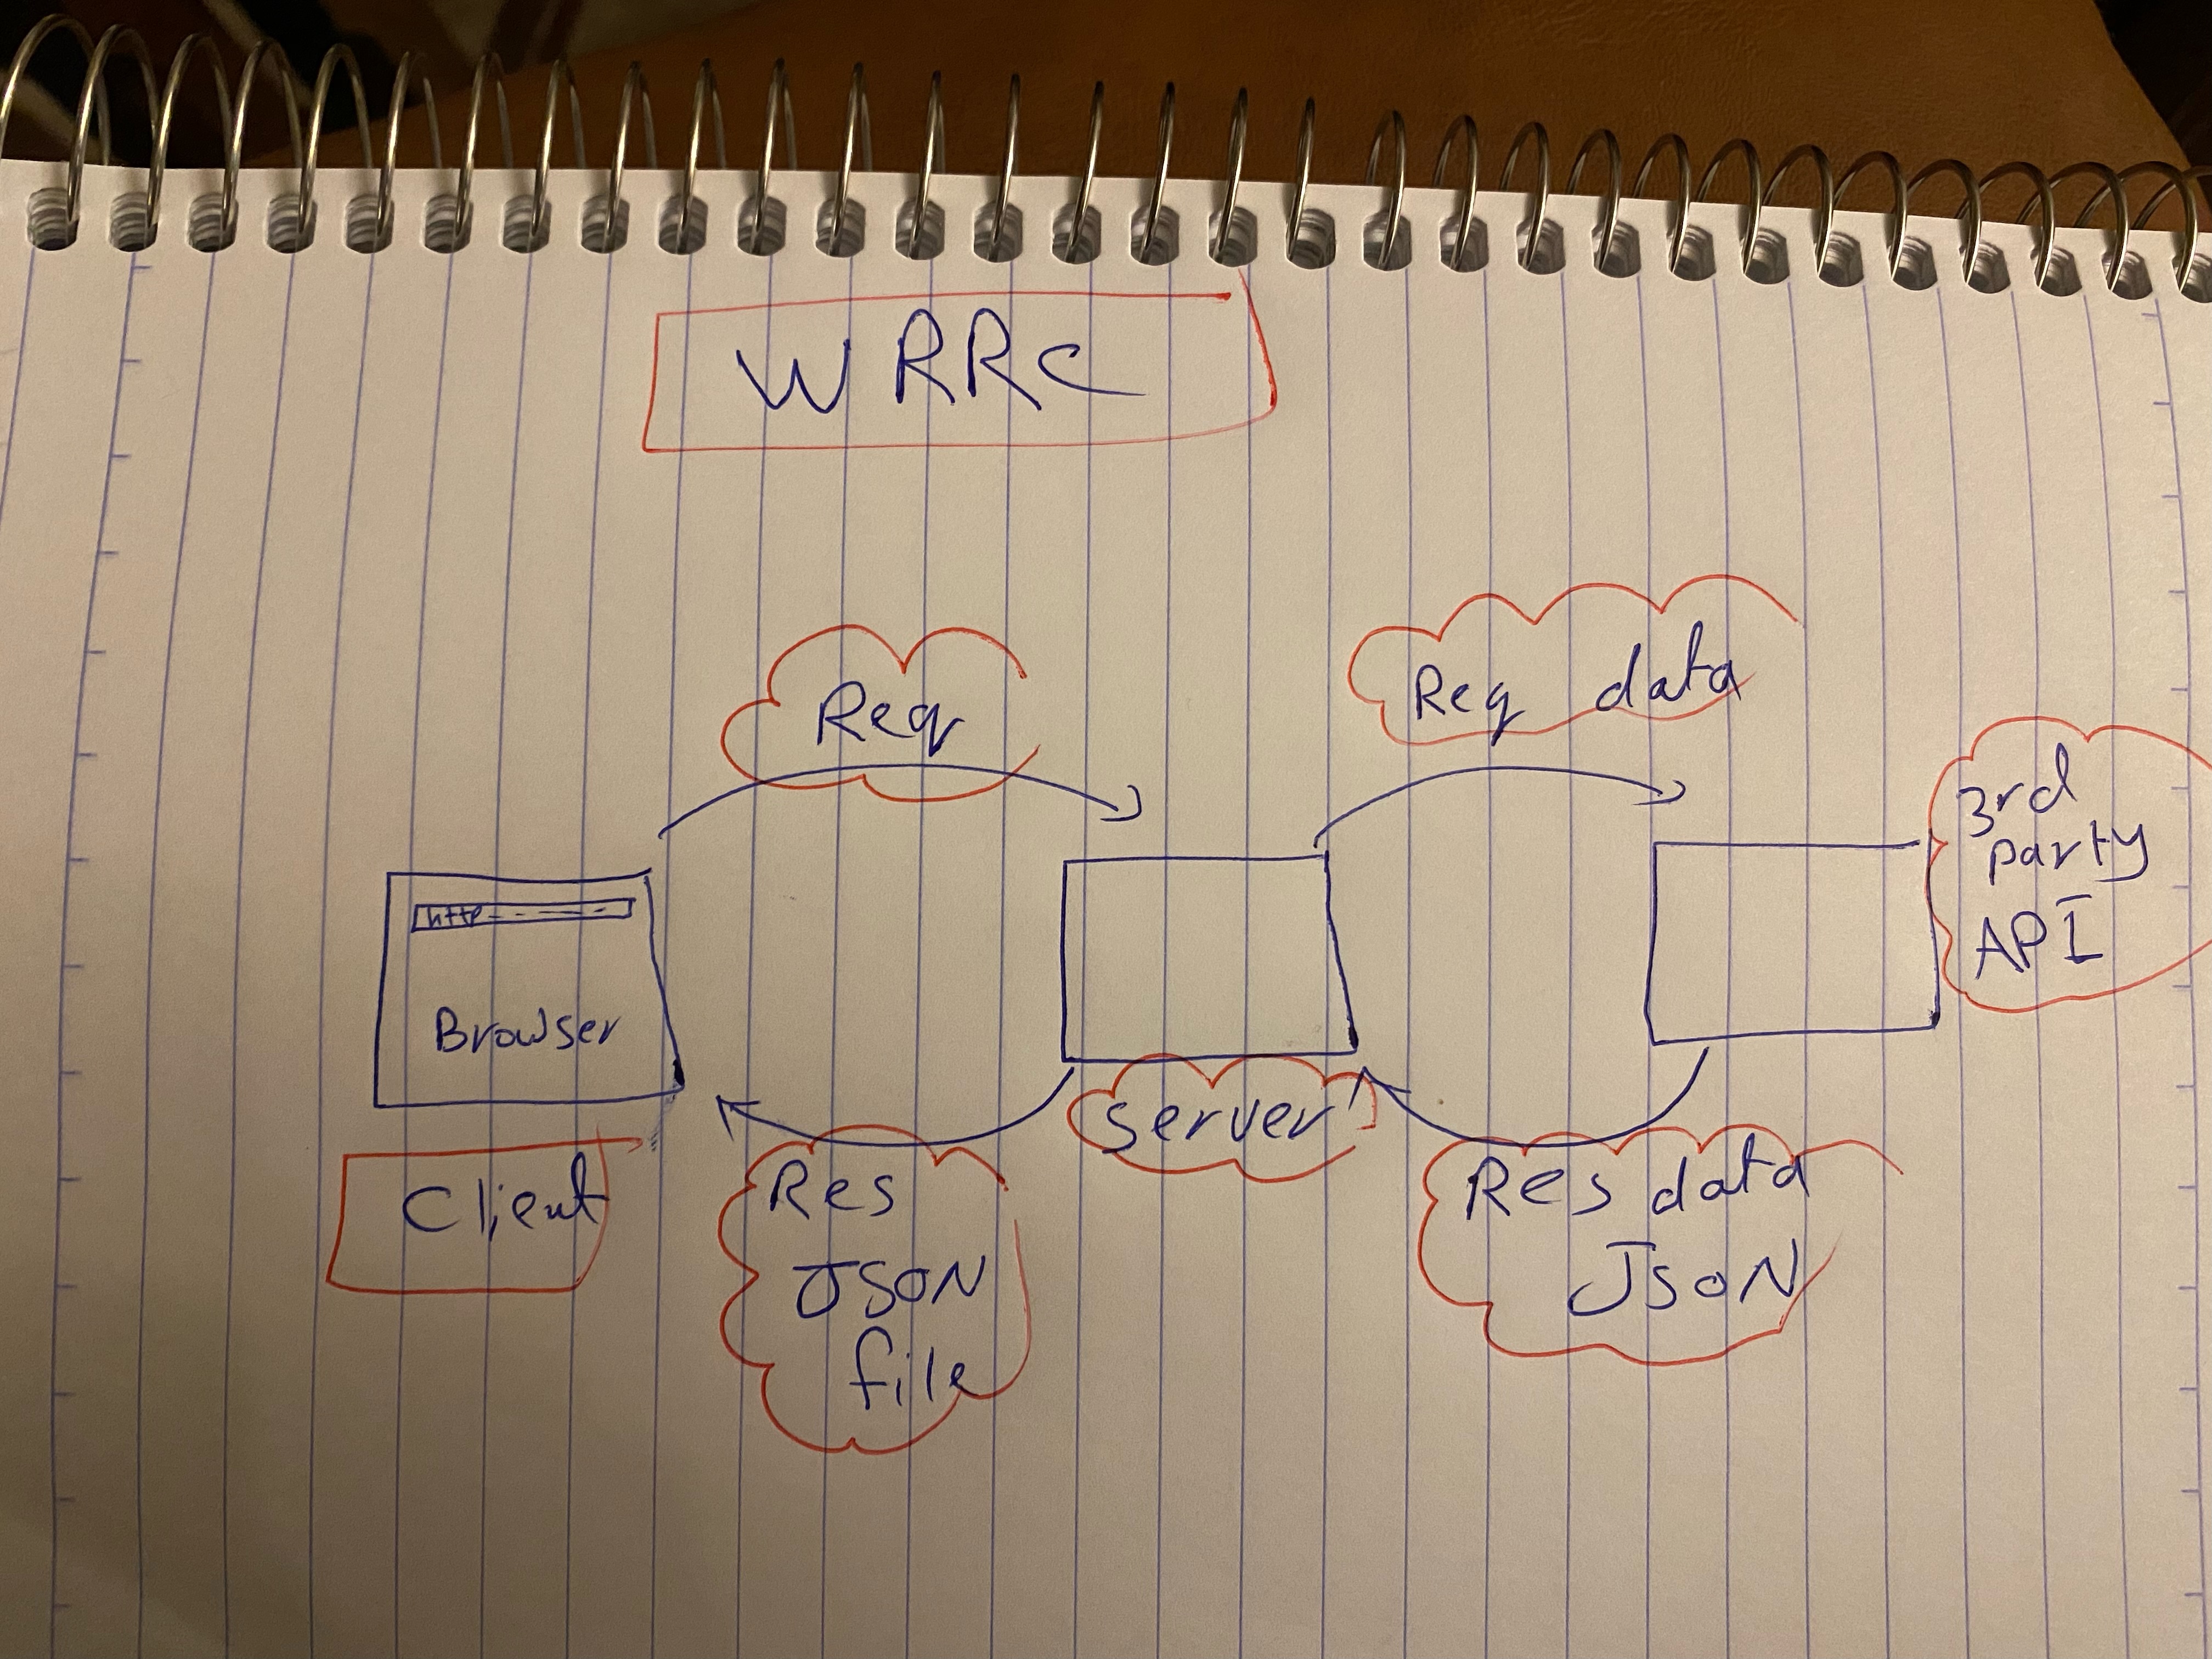 WRRC
Req
Req data
3rd
party
API
http
Browser
Client
server
Res
JSON
file
Res data
JSON